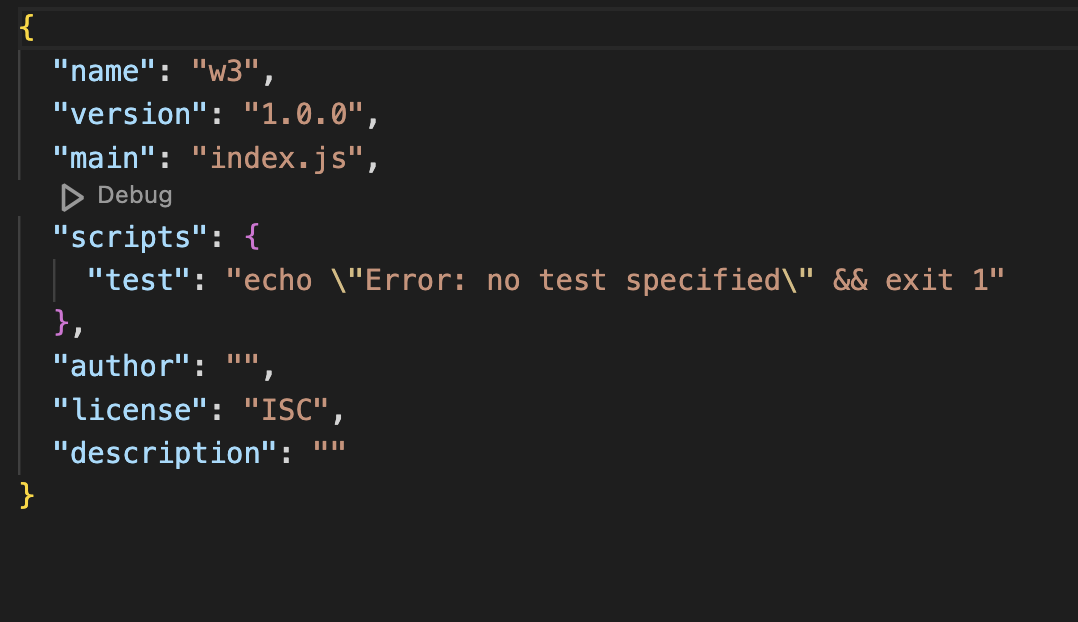 {
  "name": "w3",
  "version": "1.0.0",
  "main": "index.js",
  Debug
  "scripts": {
    "test": "echo \"Error: no test specified\" && exit 1"
  },
  "author": "",
  "license": "ISC",
  "description": ""
}